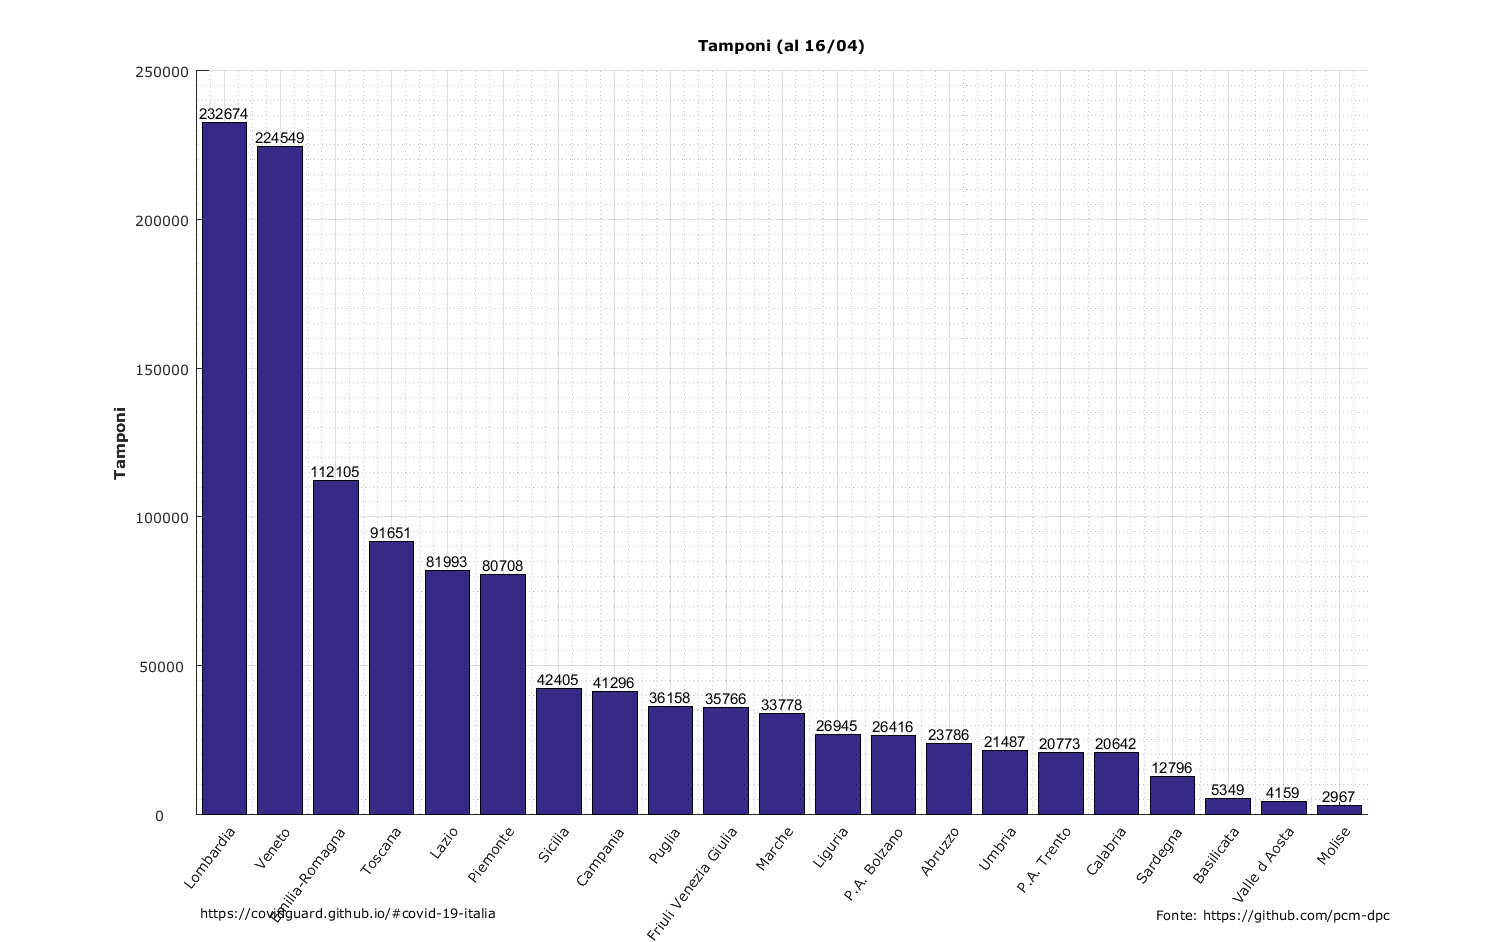 Tamponi (al 16/04)
250000
200000
150000
100000
50000
0
Tamponi
232674
224549
112105
91651
81993
80708
42405
41296
36158
35766
33778
26945
26416
23786
21487
20773
20642
12796
5349
4159
2967
Lombardia
Veneto
Emilia-Romagna
Toscana
Lazio
Piemonte
Sicilia
Campania
Puglia
Friuli Venezia Giulia
Marche
Liguria
P.A. Bolzano
Abruzzo
Umbria
P.A. Trento
Calabria
Sardegna
Basilicata
Valle d Aosta
Molise
https://covidguard.github.io/#covid-19-italia
Fonte: https://github.com/pcm-dpc